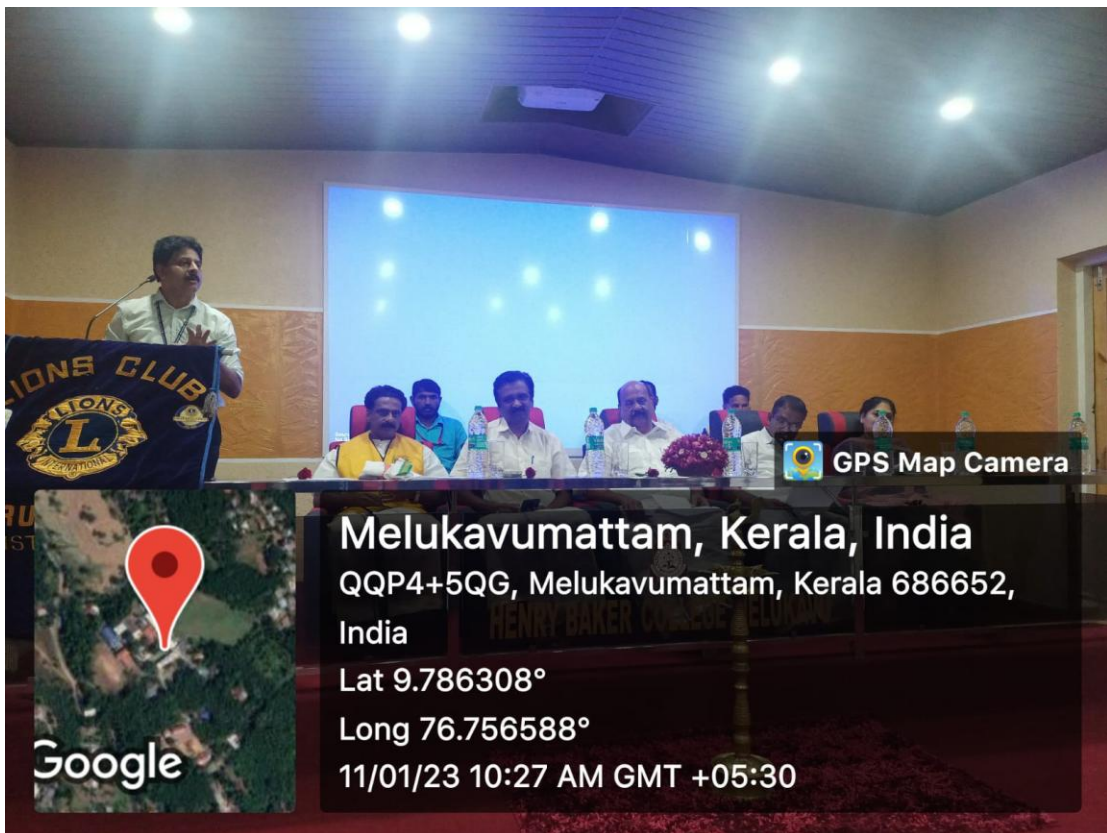 LIONS CLUB
LIONS
L
INTERNATIONAL
GPS Map Camera
Melukavumattam, Kerala, India
QQP4+5QG, Melukavumattam, Kerala 686652,
India
HENRY BAKER COLLEGE MELUKAVU
Lat 9.786308°
Long 76.756588°
11/01/23 10:27 AM GMT +05:30
Google